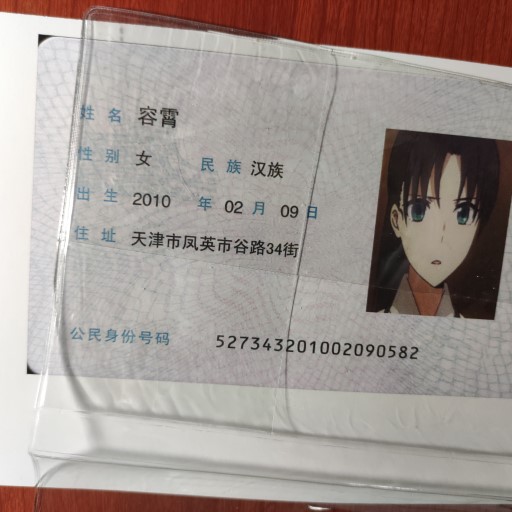 姓名 容霄
性别 女 民族 汉族
出生 2010 年 02 月 09 日
住址 天津市凤英市谷路34街
公民身份号码 527343201002090582